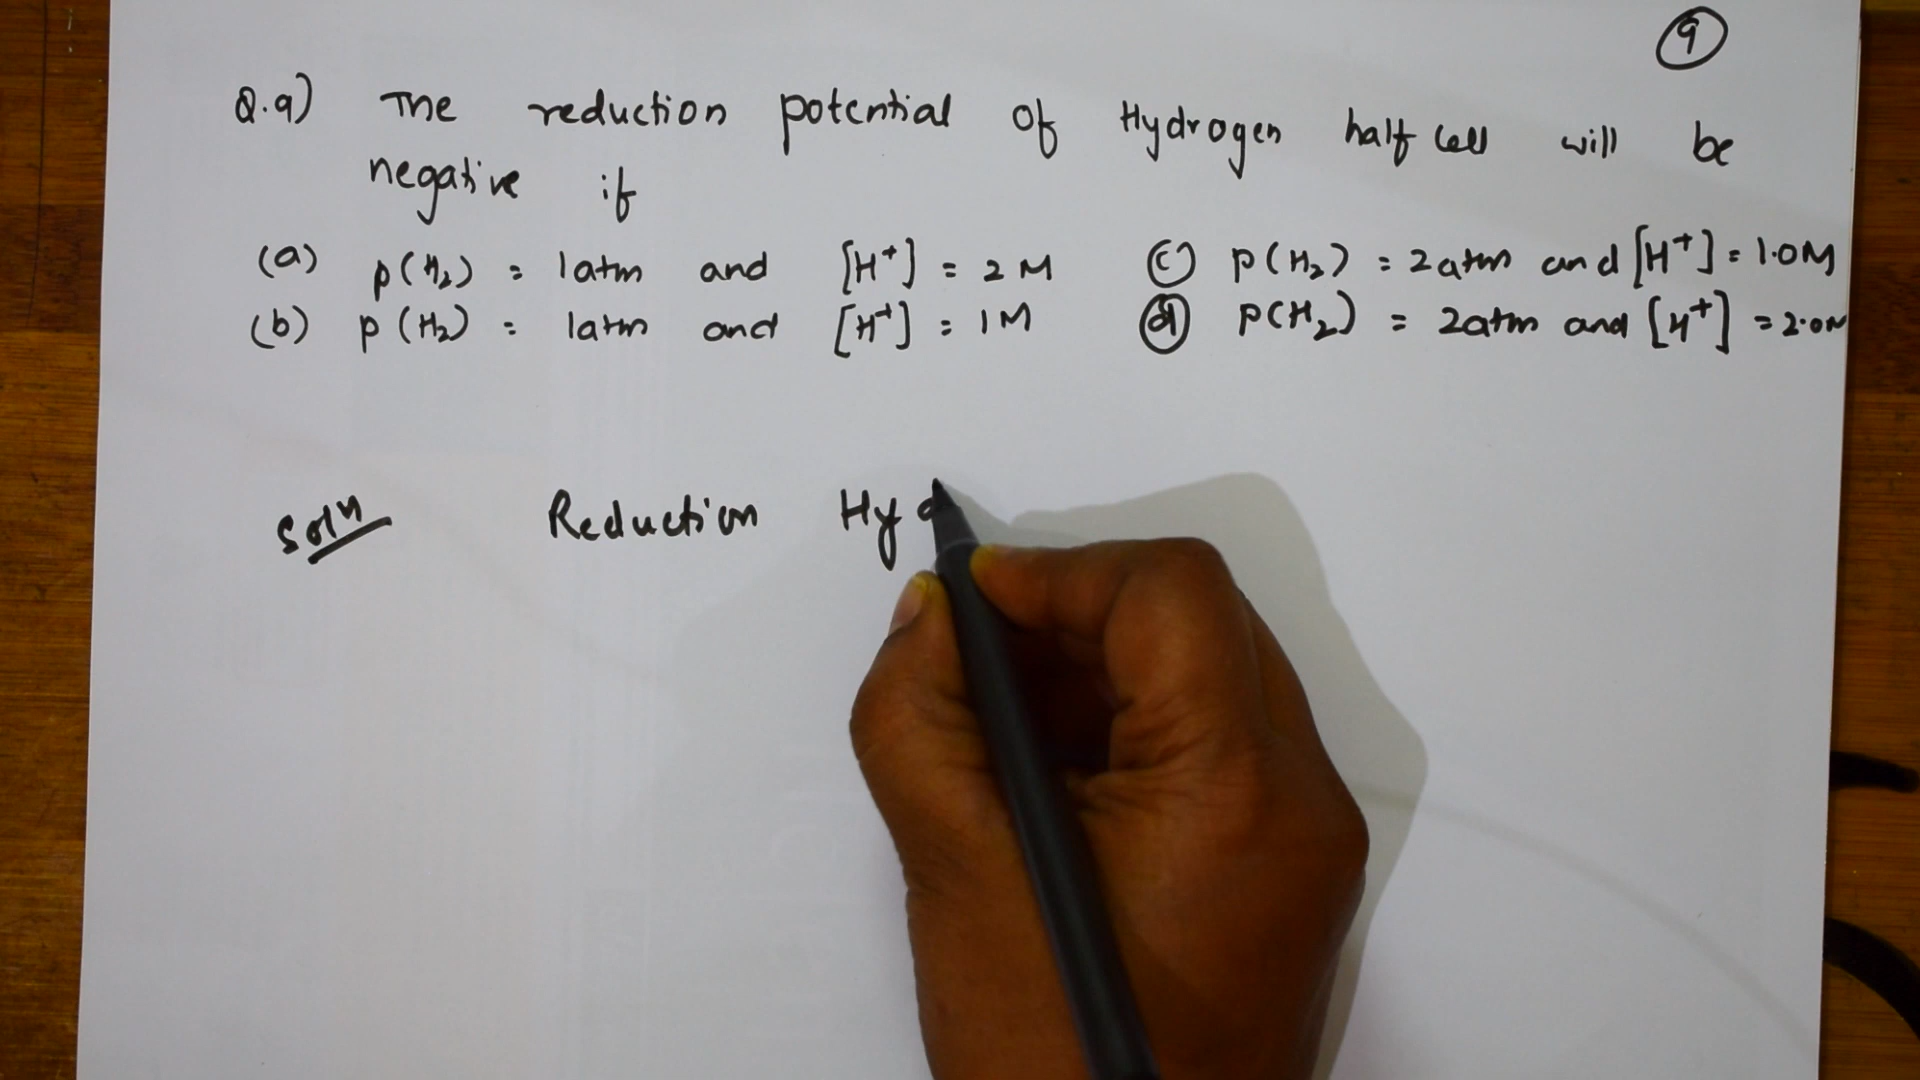 9
Q.9) The reduction potential of Hydrogen half cell will be
negative if
(a) p(H₂) = 1atm and [H⁺] = 2 M
(b) p(H₂) = 1atm and [H⁺] = 1M
(c) p(H₂) = 2atm and [H⁺] = 1.0M
(d) p(H₂) = 2atm and [H⁺] = 2.0M
Solⁿ Reduction Hyd